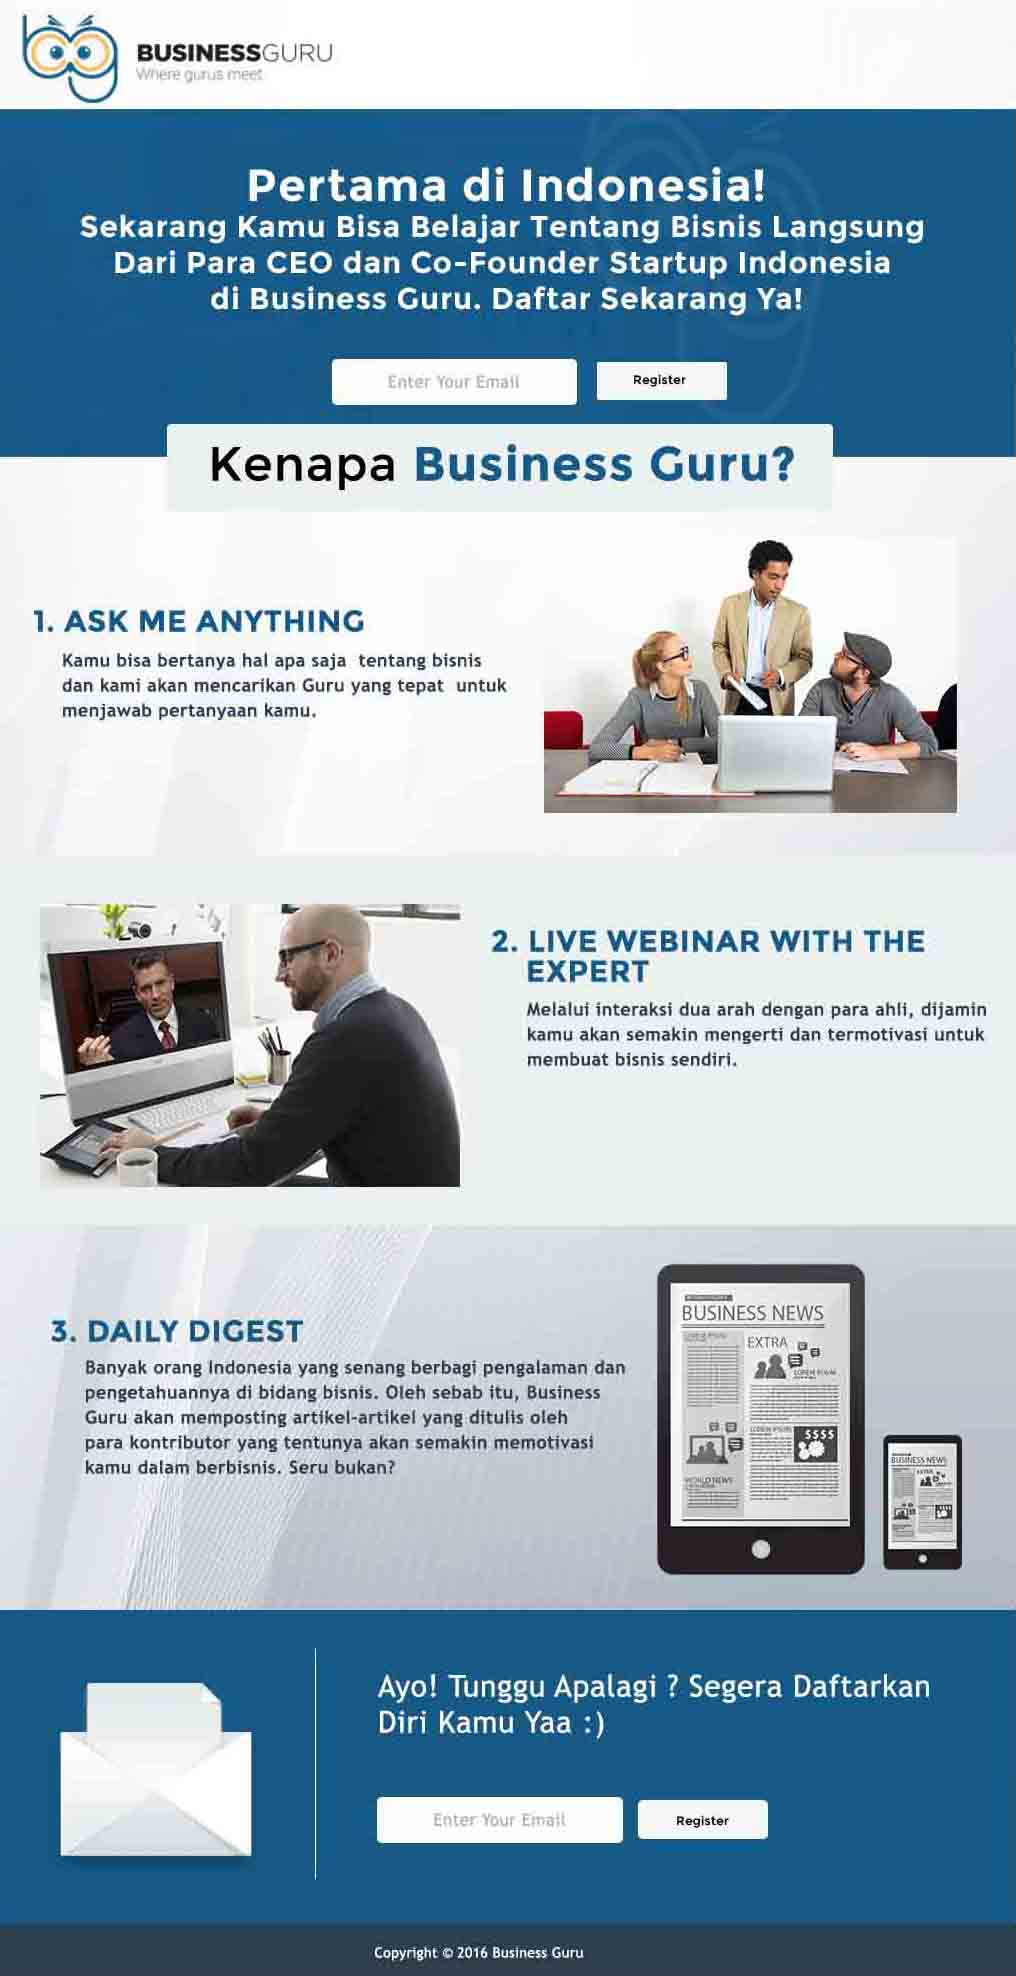 BUSINESSGURU
Where gurus meet
Pertama di Indonesia!
Sekarang Kamu Bisa Belajar Tentang Bisnis Langsung
Dari Para CEO dan Co-Founder Startup Indonesia
di Business Guru. Daftar Sekarang Ya!
Enter Your Email
Register
Kenapa Business Guru?
1. ASK ME ANYTHING
Kamu bisa bertanya hal apa saja tentang bisnis
dan kami akan mencarikan Guru yang tepat untuk
menjawab pertanyaan kamu.
2. LIVE WEBINAR WITH THE
EXPERT
Melalui interaksi dua arah dengan para ahli, dijamin
kamu akan semakin mengerti dan termotivasi untuk
membuat bisnis sendiri.
3. DAILY DIGEST
Banyak orang Indonesia yang senang berbagi pengalaman dan
pengetahuannya di bidang bisnis. Oleh sebab itu, Business
Guru akan memposting artikel-artikel yang ditulis oleh
para kontributor yang tentunya akan semakin memotivasi
kamu dalam berbisnis. Seru bukan?
BUSINESS NEWS
LOREM IPSUM
EXTRA
LOREM IPSUM
LOREM IPSUM
$$$$
WORLD NEWS
BUSINESS NEWS
EXTRA
Ayo! Tunggu Apalagi ? Segera Daftarkan
Diri Kamu Yaa :)
Enter Your Email
Register
Copyright © 2016 Business Guru